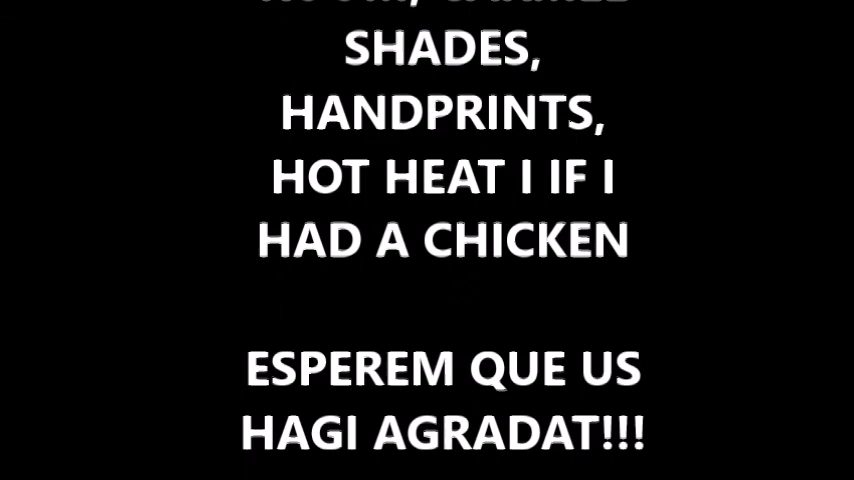 SHADES,
HANDPRINTS,
HOT HEAT I IF I
HAD A CHICKEN
ESPEREM QUE US
HAGI AGRADAT!!!